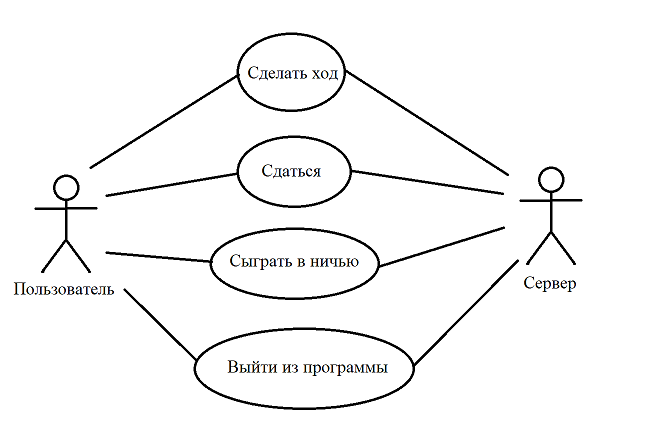 Сделать ход
Сдаться
Сыграть в ничью
Пользователь
Сервер
Выйти из программы